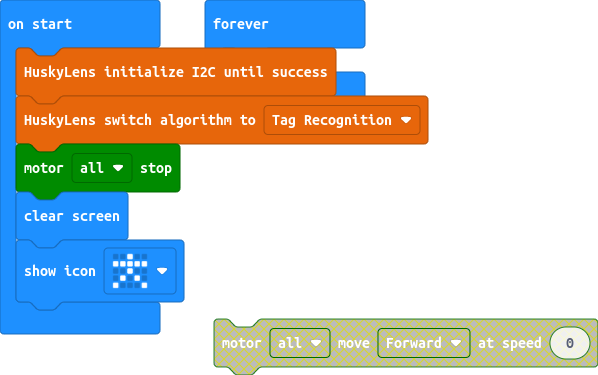 on start
forever
HuskyLens initialize I2C until success
HuskyLens switch algorithm to Tag Recognition
motor all stop
clear screen
show icon
motor all move Forward at speed 0